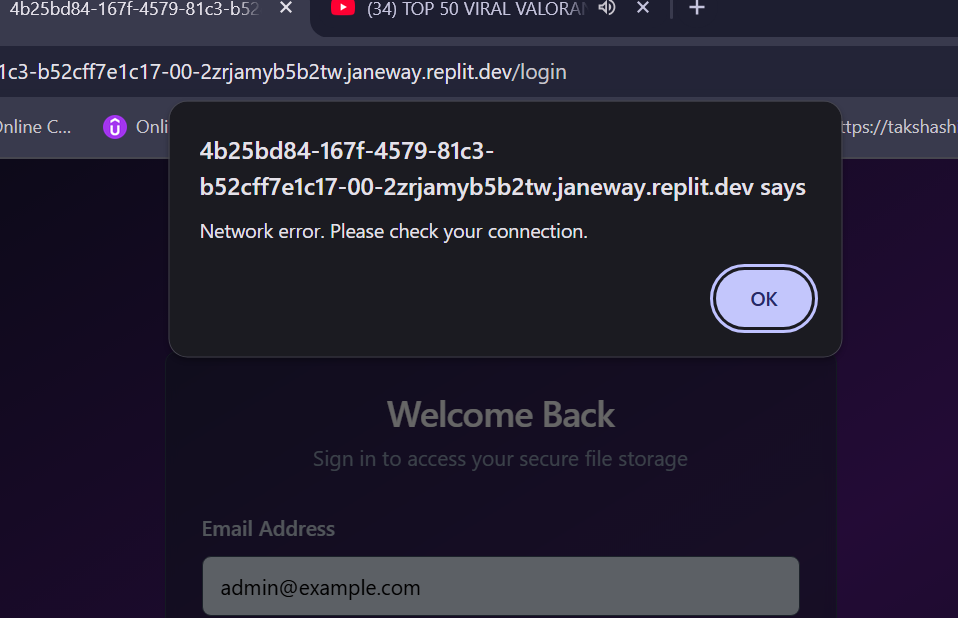 4b25bd84-167f-4579-81c3-b52
(34) TOP 50 VIRAL VALORAN
1c3-b52cff7e1c17-00-2zrjamyb5b2tw.janeway.replit.dev/login
Online C...
Onli
ttps://takshash
4b25bd84-167f-4579-81c3-
b52cff7e1c17-00-2zrjamyb5b2tw.janeway.replit.dev says
Network error. Please check your connection.
OK
Welcome Back
Sign in to access your secure file storage
Email Address
admin@example.com